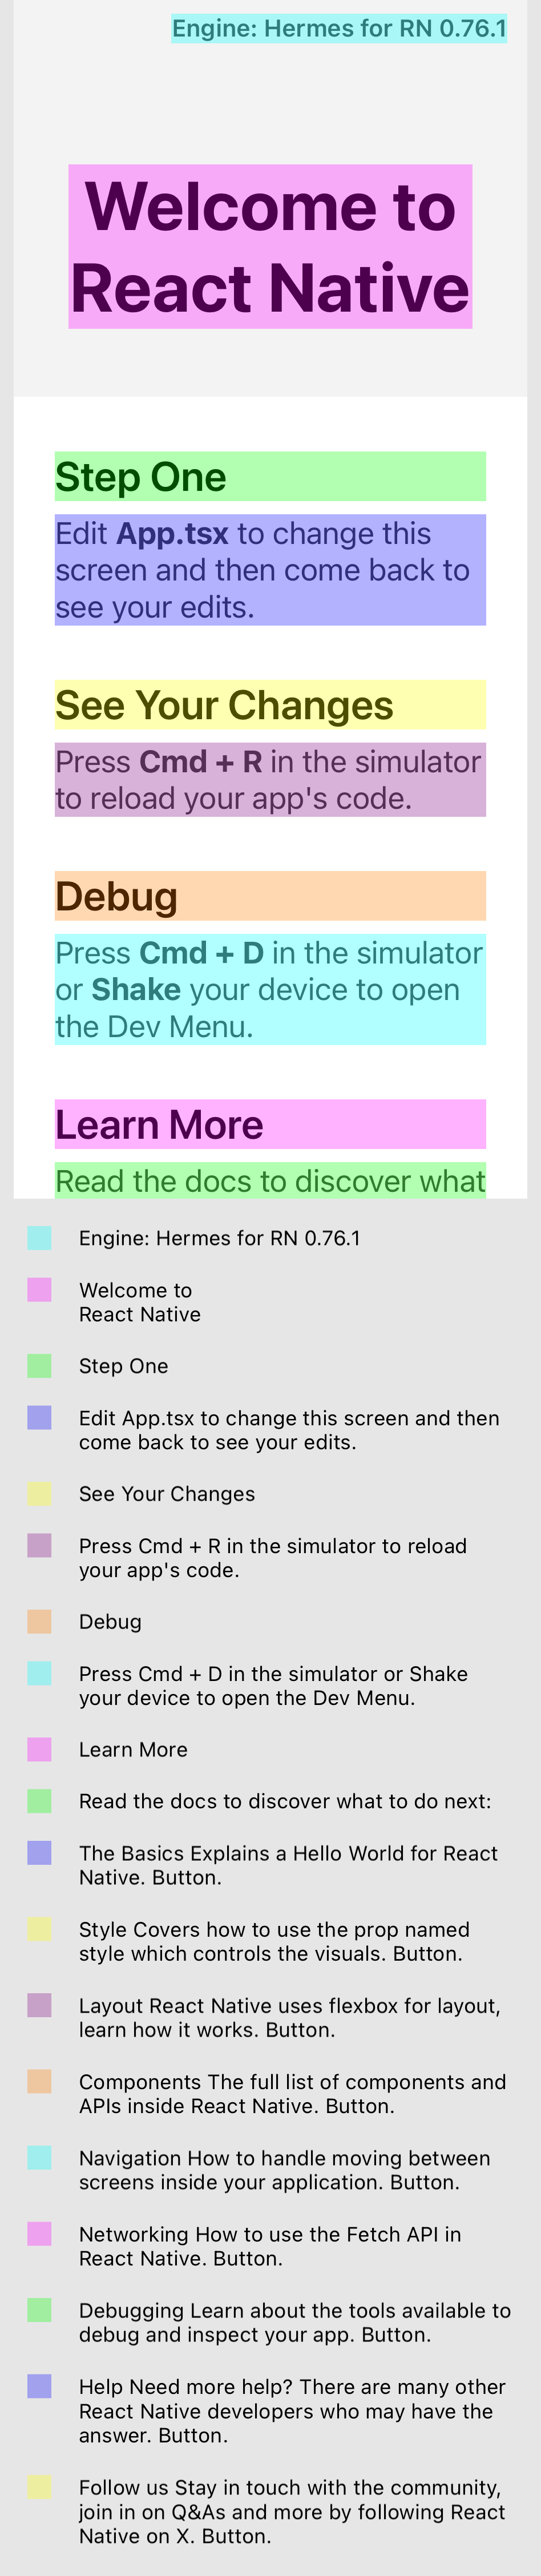 Engine: Hermes for RN 0.76.1
Welcome to
React Native
Step One
Edit App.tsx to change this
screen and then come back to
see your edits.
See Your Changes
Press Cmd + R in the simulator
to reload your app's code.
Debug
Press Cmd + D in the simulator
or Shake your device to open
the Dev Menu.
Learn More
Read the docs to discover what
Engine: Hermes for RN 0.76.1
Welcome to
React Native
Step One
Edit App.tsx to change this screen and then
come back to see your edits.
See Your Changes
Press Cmd + R in the simulator to reload
your app's code.
Debug
Press Cmd + D in the simulator or Shake
your device to open the Dev Menu.
Learn More
Read the docs to discover what to do next:
The Basics Explains a Hello World for React
Native. Button.
Style Covers how to use the prop named
style which controls the visuals. Button.
Layout React Native uses flexbox for layout,
learn how it works. Button.
Components The full list of components and
APIs inside React Native. Button.
Navigation How to handle moving between
screens inside your application. Button.
Networking How to use the Fetch API in
React Native. Button.
Debugging Learn about the tools available to
debug and inspect your app. Button.
Help Need more help? There are many other
React Native developers who may have the
answer. Button.
Follow us Stay in touch with the community,
join in on Q&As and more by following React
Native on X. Button.